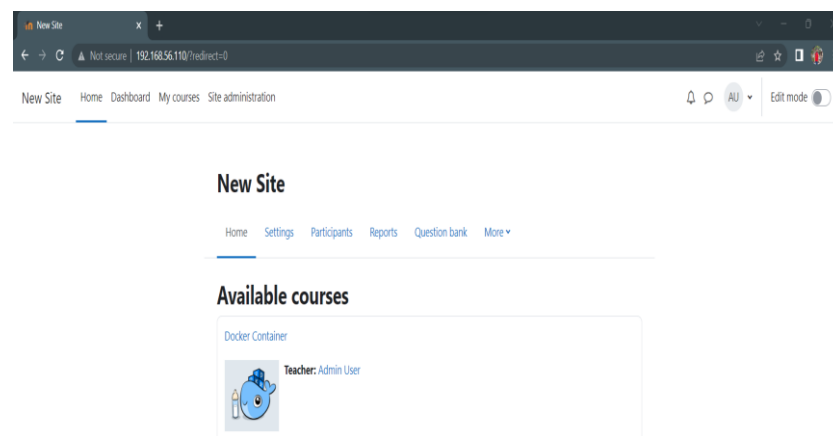 New Site
Not secure | 192.168.56.110/?redirect=0
New Site Home Dashboard My courses Site administration AU Edit mode
New Site
Home Settings Participants Reports Question bank More
Available courses
Docker Container
Teacher: Admin User